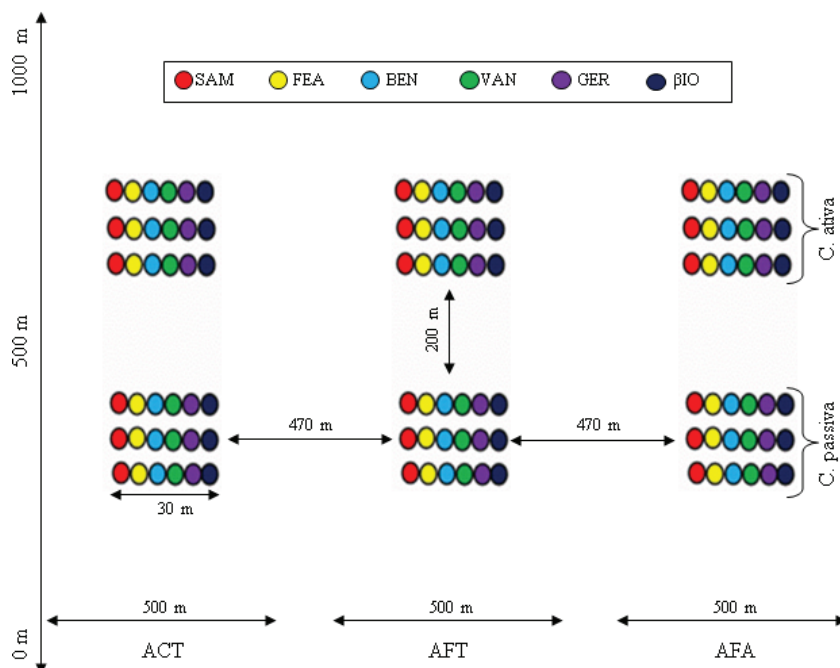 1000 m
SAM FEA BEN VAN GER βIO
C. ativa
500 m
200 m
470 m
470 m
C. passiva
30 m
500 m
500 m
500 m
0 m
ACT
AFT
AFA